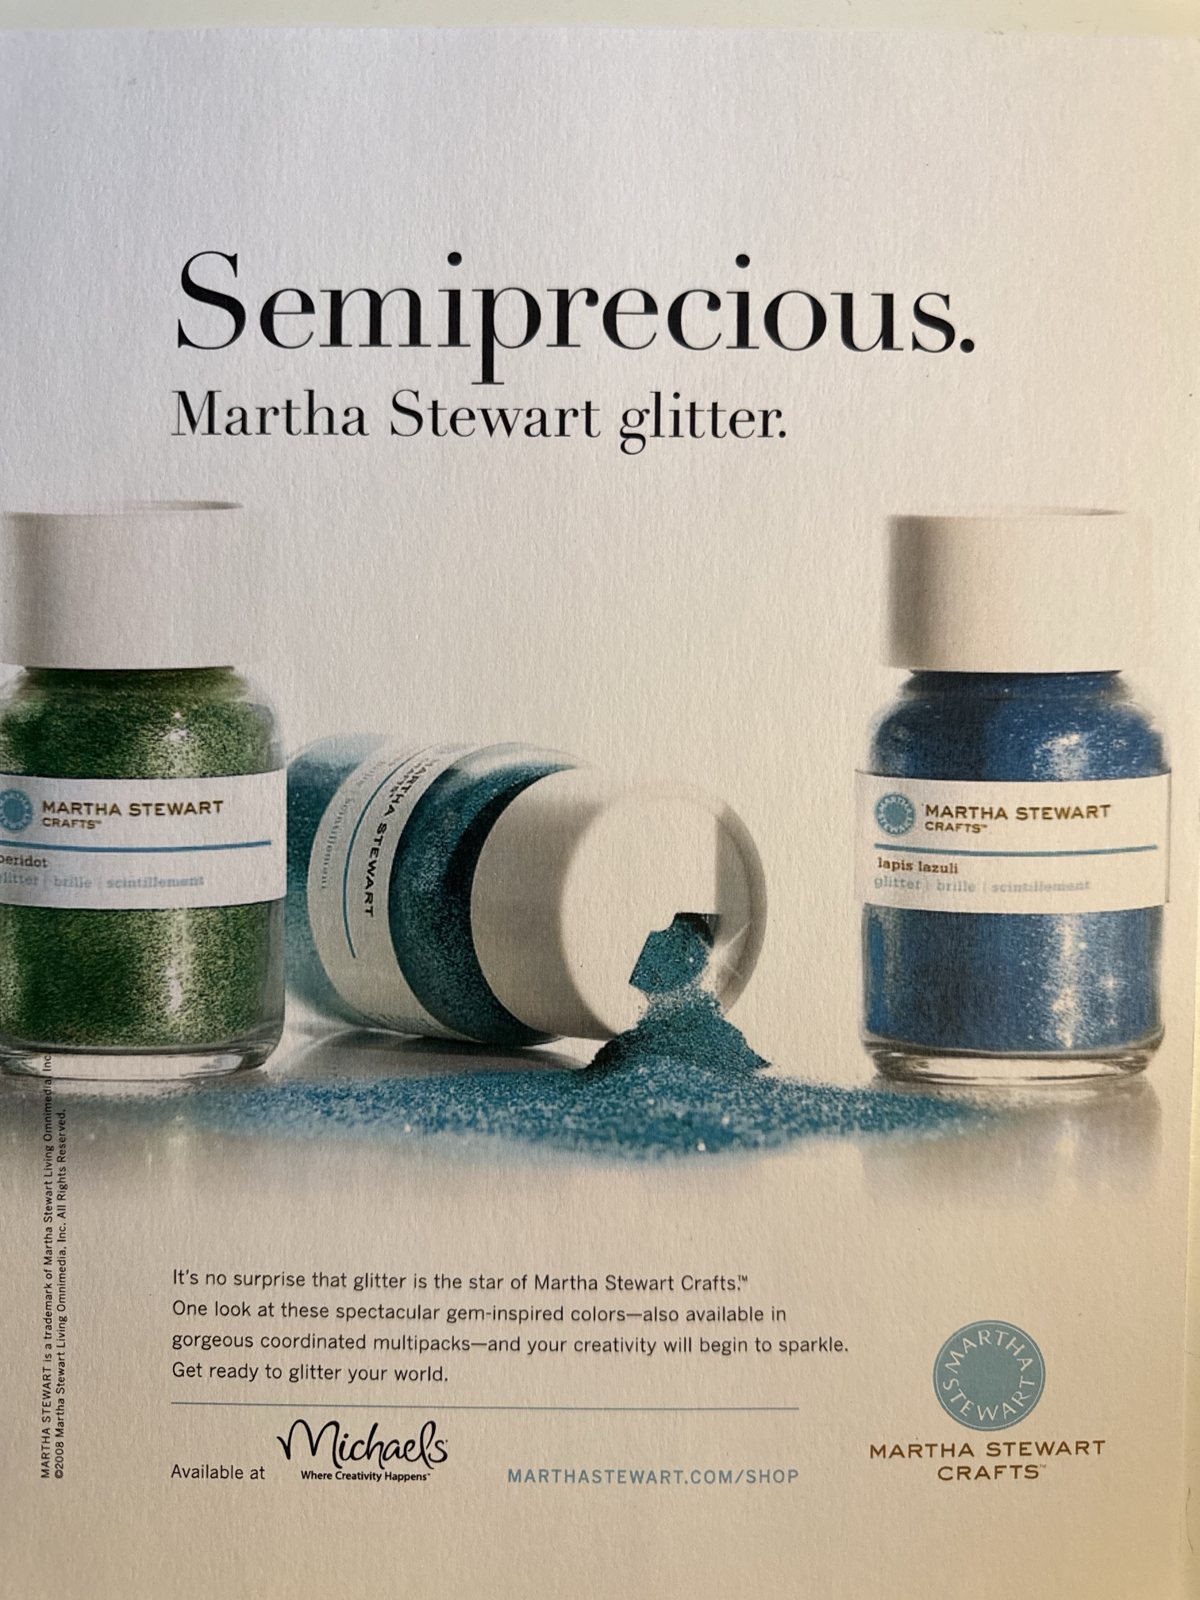 Semiprecious.
Martha Stewart glitter.
MARTHA STEWART
CRAFTS™
peridot
glitter | brille | scintillement
MARTHA STEWART
CRAFTS
scintillement
MARTHA STEWART
MARTHA STEWART
CRAFTS™
lapis lazuli
glitter | brille | scintillement
MARTHA STEWART is a trademark of Martha Stewart Living Omnimedia, Inc.
©2008 Martha Stewart Living Omnimedia, Inc. All Rights Reserved.
It's no surprise that glitter is the star of Martha Stewart Crafts.™
One look at these spectacular gem-inspired colors—also available in
gorgeous coordinated multipacks—and your creativity will begin to sparkle.
Get ready to glitter your world.
Available at
Michaels
Where Creativity Happens™
MARTHASTEWART.COM/SHOP
MARTHA STEWART
MARTHA STEWART
CRAFTS™